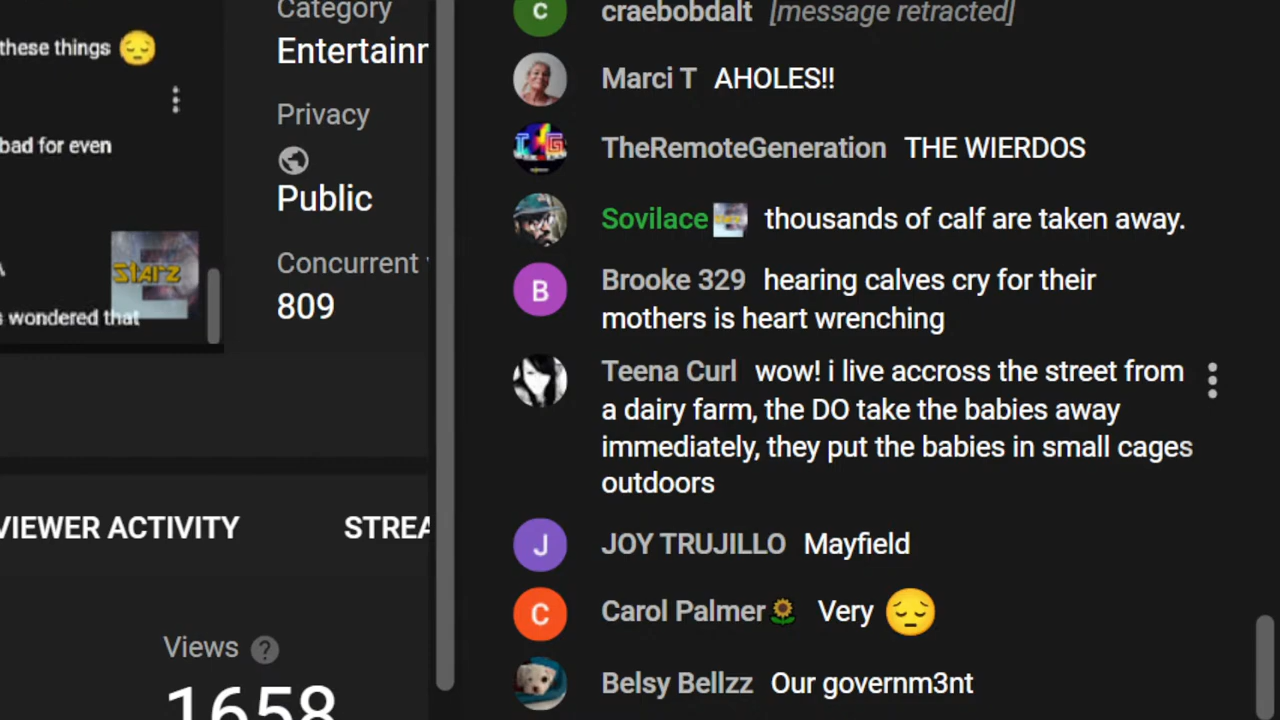 these things 😔
bad for even
Starz
s wondered that
Category
Entertainm
Privacy
Public
Concurrent v
809
VIEWER ACTIVITY
STREA
Views ?
1658
C craebobdalt [message retracted]
Marci T AHOLES!!
TheRemoteGeneration THE WIERDOS
Sovilace thousands of calf are taken away.
B Brooke 329 hearing calves cry for their
mothers is heart wrenching
Teena Curl wow! i live accross the street from
a dairy farm, the DO take the babies away
immediately, they put the babies in small cages
outdoors
J JOY TRUJILLO Mayfield
C Carol Palmer🌻 Very 😔
Belsy Bellzz Our governm3nt